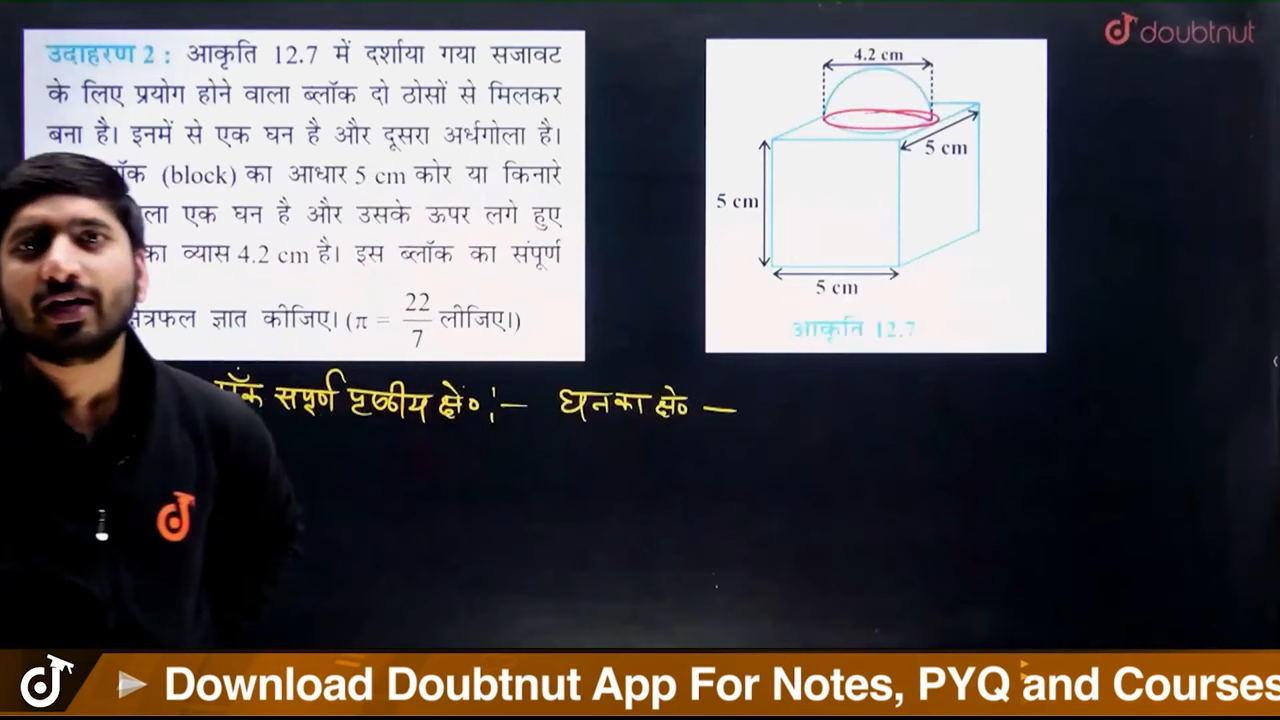 doubtnut
उदाहरण 2 : आकृति 12.7 में दर्शाया गया सजावट
के लिए प्रयोग होने वाला ब्लॉक दो ठोसों से मिलकर
बना है। इनमें से एक घन है और दूसरा अर्धगोला है।
(block) का आधार 5 cm कोर या किनारे
एक घन है और उसके ऊपर लगे हुए
का व्यास 4.2 cm है। इस ब्लॉक का संपूर्ण
ज्ञात कीजिए। (π = 22/7 लीजिए।)
4.2 cm
5 cm
5 cm
5 cm
आकृति 12.7
संपूर्ण पृष्ठीय क्षे० :– घन का क्षे० –
Download Doubtnut App For Notes, PYQ and Courses